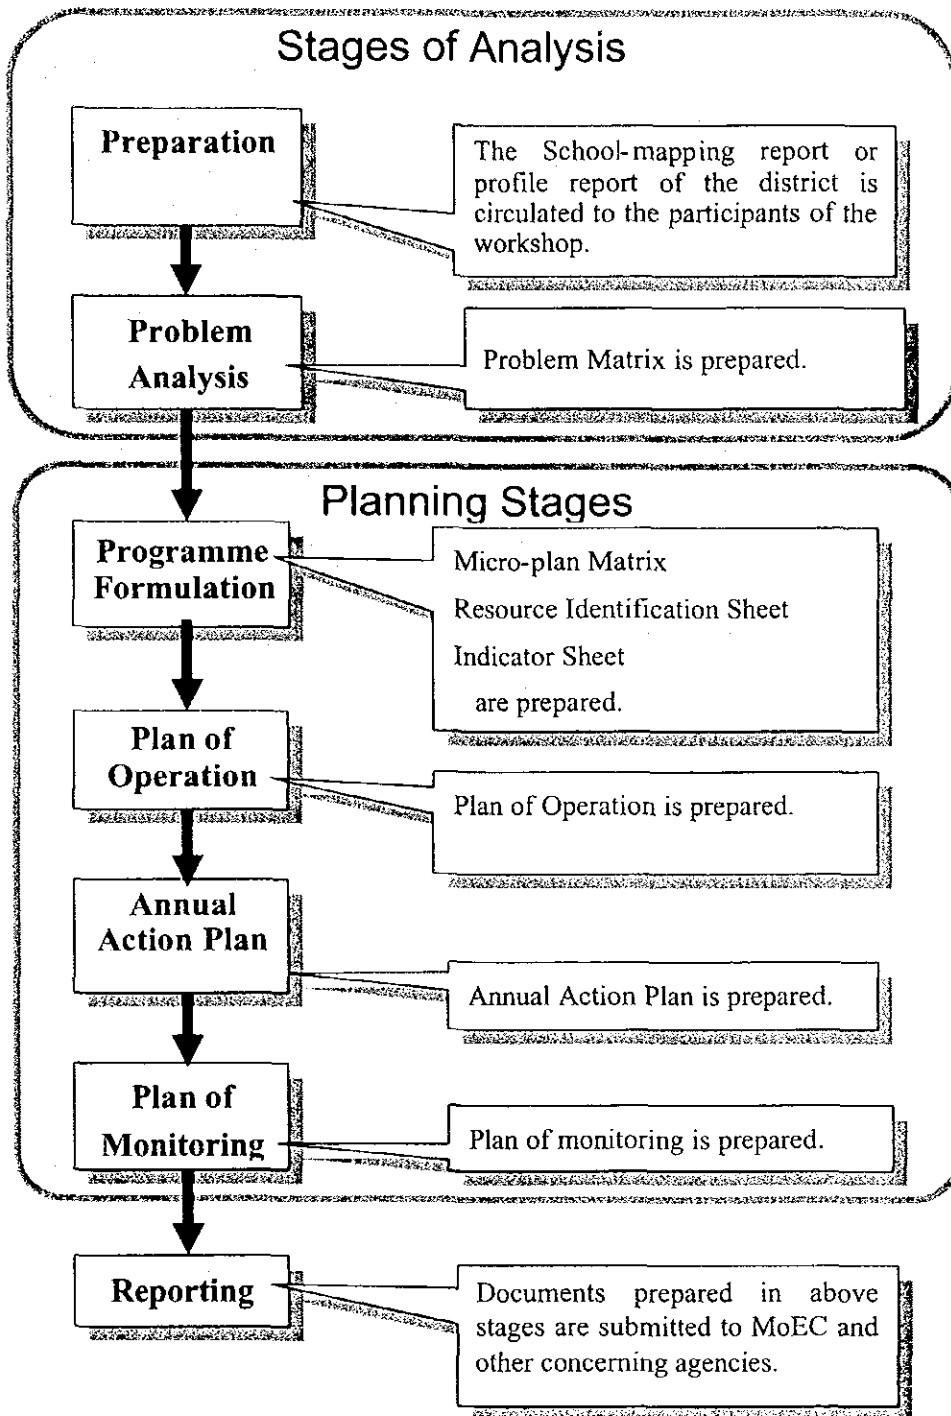 Stages of Analysis
Preparation
The School-mapping report or
profile report of the district is
circulated to the participants of the
workshop.
Problem
Analysis
Problem Matrix is prepared.
Planning Stages
Programme
Formulation
Micro-plan Matrix
Resource Identification Sheet
Indicator Sheet
are prepared.
Plan of
Operation
Plan of Operation is prepared.
Annual
Action Plan
Annual Action Plan is prepared.
Plan of
Monitoring
Plan of monitoring is prepared.
Reporting
Documents prepared in above
stages are submitted to MoEC and
other concerning agencies.